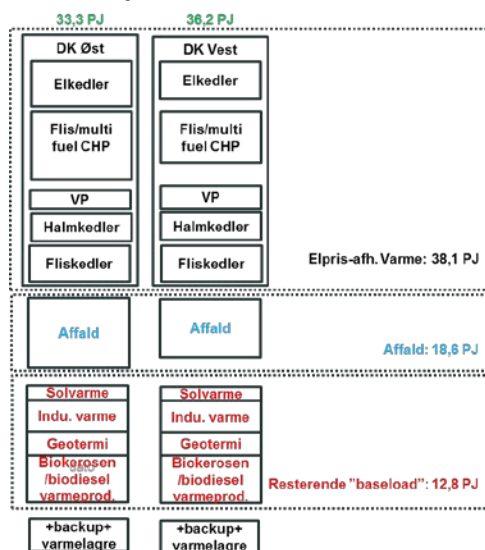 33,3 PJ
36,2 PJ
DK Øst
DK Vest
Elkedler
Elkedler
Flis/multi
fuel CHP
Flis/multi
fuel CHP
VP
VP
Halmkedler
Halmkedler
Fliskedler
Fliskedler
Elpris-afh. Varme: 38,1 PJ
Affald
Affald
Affald: 18,6 PJ
Solvarme
Solvarme
Indu. varme
Indu. varme
Geotermi
Geotermi
Biokerosen
/biodiesel
varmeprod.
Biokerosen
/biodiesel
varmeprod.
Resterende "baseload": 12,8 PJ
+backup+
varmelagre
+backup+
varmelagre